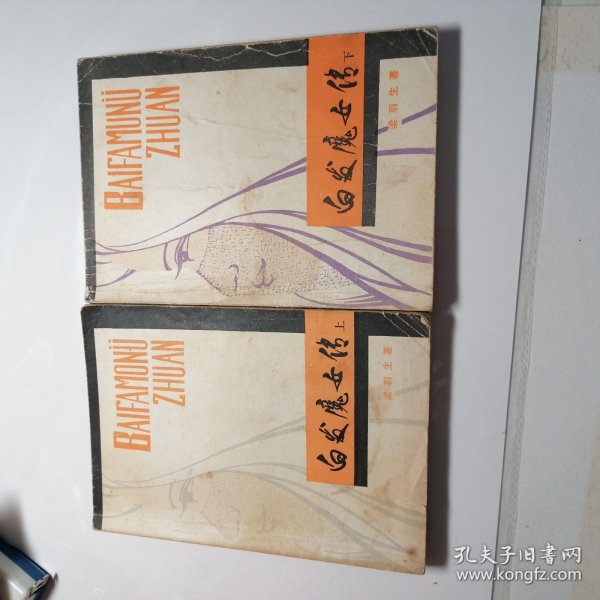 BAIFAMUNÜ
ZHUAN
白发魔女传 下
梁羽生著
BAIFAMONÜ
ZHUAN
白发魔女传 上
梁羽生著
孔夫子旧书网
www.kongfz.com